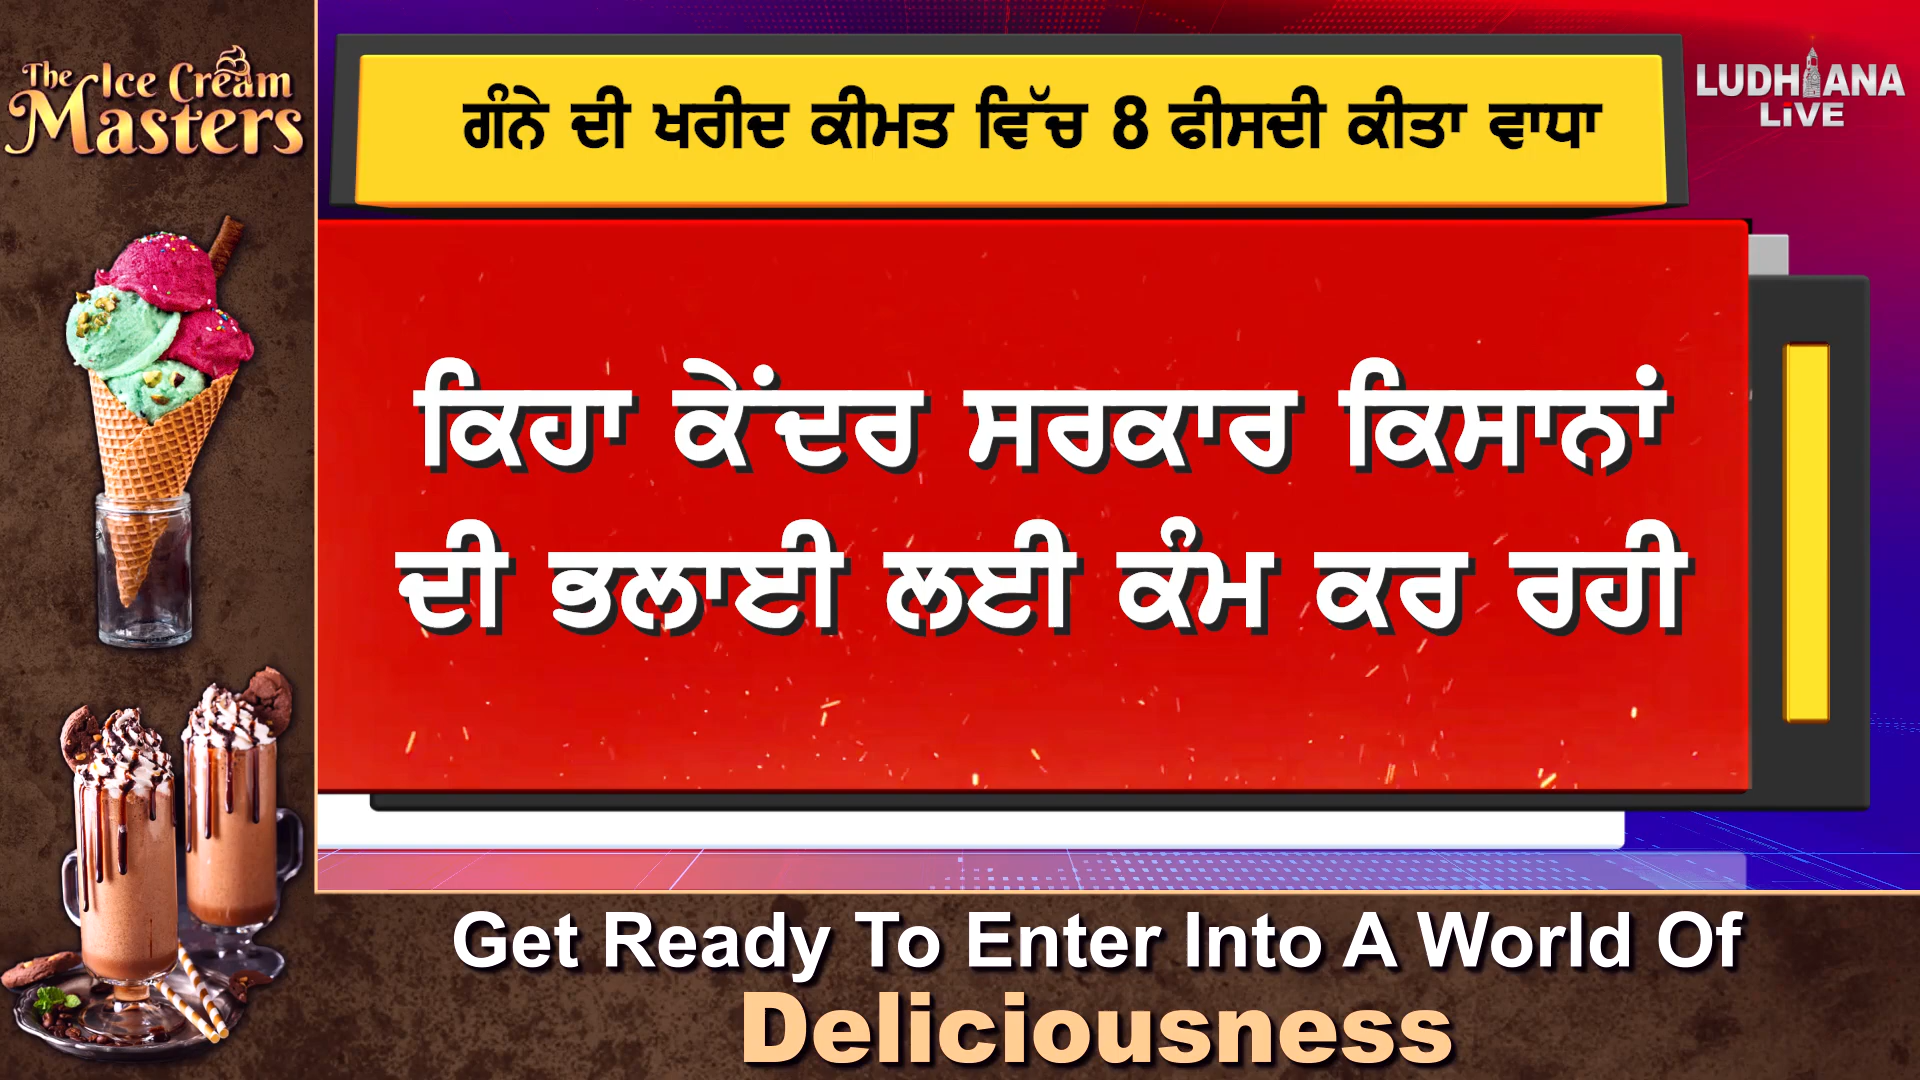 The Ice Cream
Masters
ਗੰਨੇ ਦੀ ਖਰੀਦ ਕੀਮਤ ਵਿੱਚ 8 ਫੀਸਦੀ ਕੀਤਾ ਵਾਧਾ
LUDHIANA
LiVE
ਕਿਹਾ ਕੇਂਦਰ ਸਰਕਾਰ ਕਿਸਾਨਾਂ
ਦੀ ਭਲਾਈ ਲਈ ਕੰਮ ਕਰ ਰਹੀ
Get Ready To Enter Into A World Of
Deliciousness